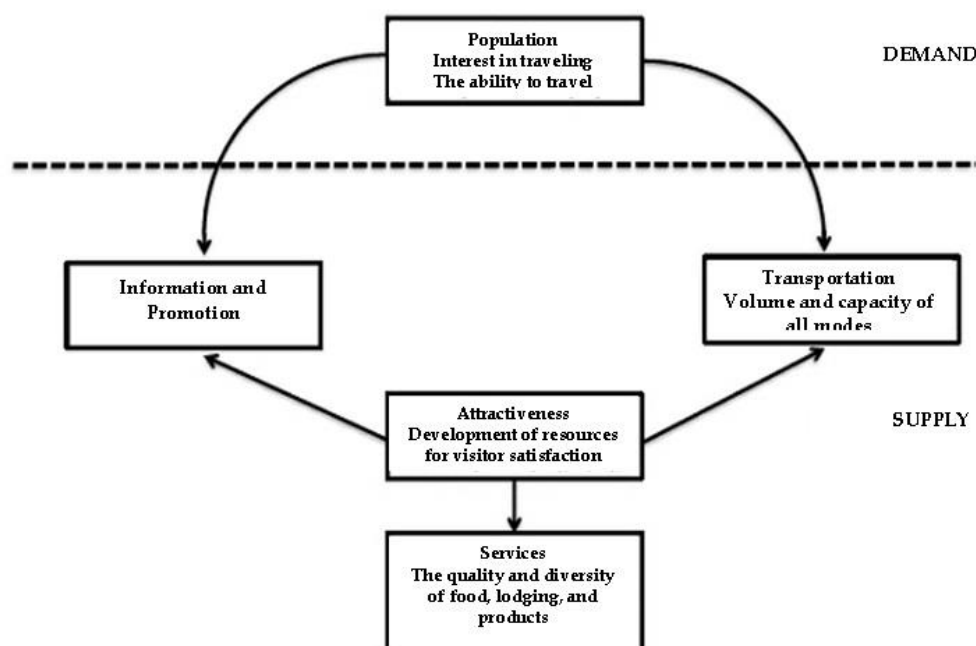 Population
Interest in traveling
The ability to travel
DEMAND
Information and
Promotion
Transportation
Volume and capacity of
all modes
Attractiveness
Development of resources
for visitor satisfaction
SUPPLY
Services
The quality and diversity
of food, lodging, and
products